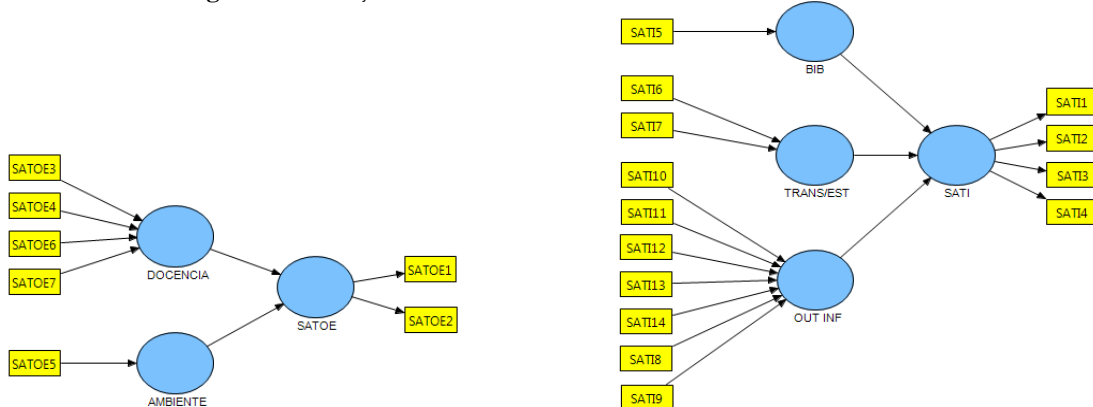 SATOE3
SATOE4
SATOE6
SATOE7
DOCENCIA
SATOE5
AMBIENTE
SATOE
SATOE1
SATOE2
SATI5
BIB
SATI6
SATI7
TRANS/EST
SATI10
SATI11
SATI12
SATI13
SATI14
SATI8
SATI9
OUT INF
SATI
SATI1
SATI2
SATI3
SATI4